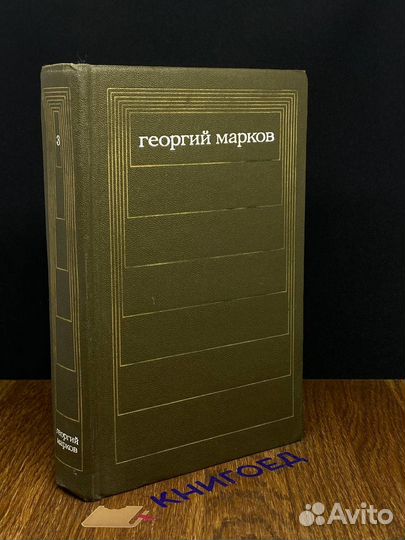 георгий марков
3
георгий
марков
КНИГОЕД
Avito